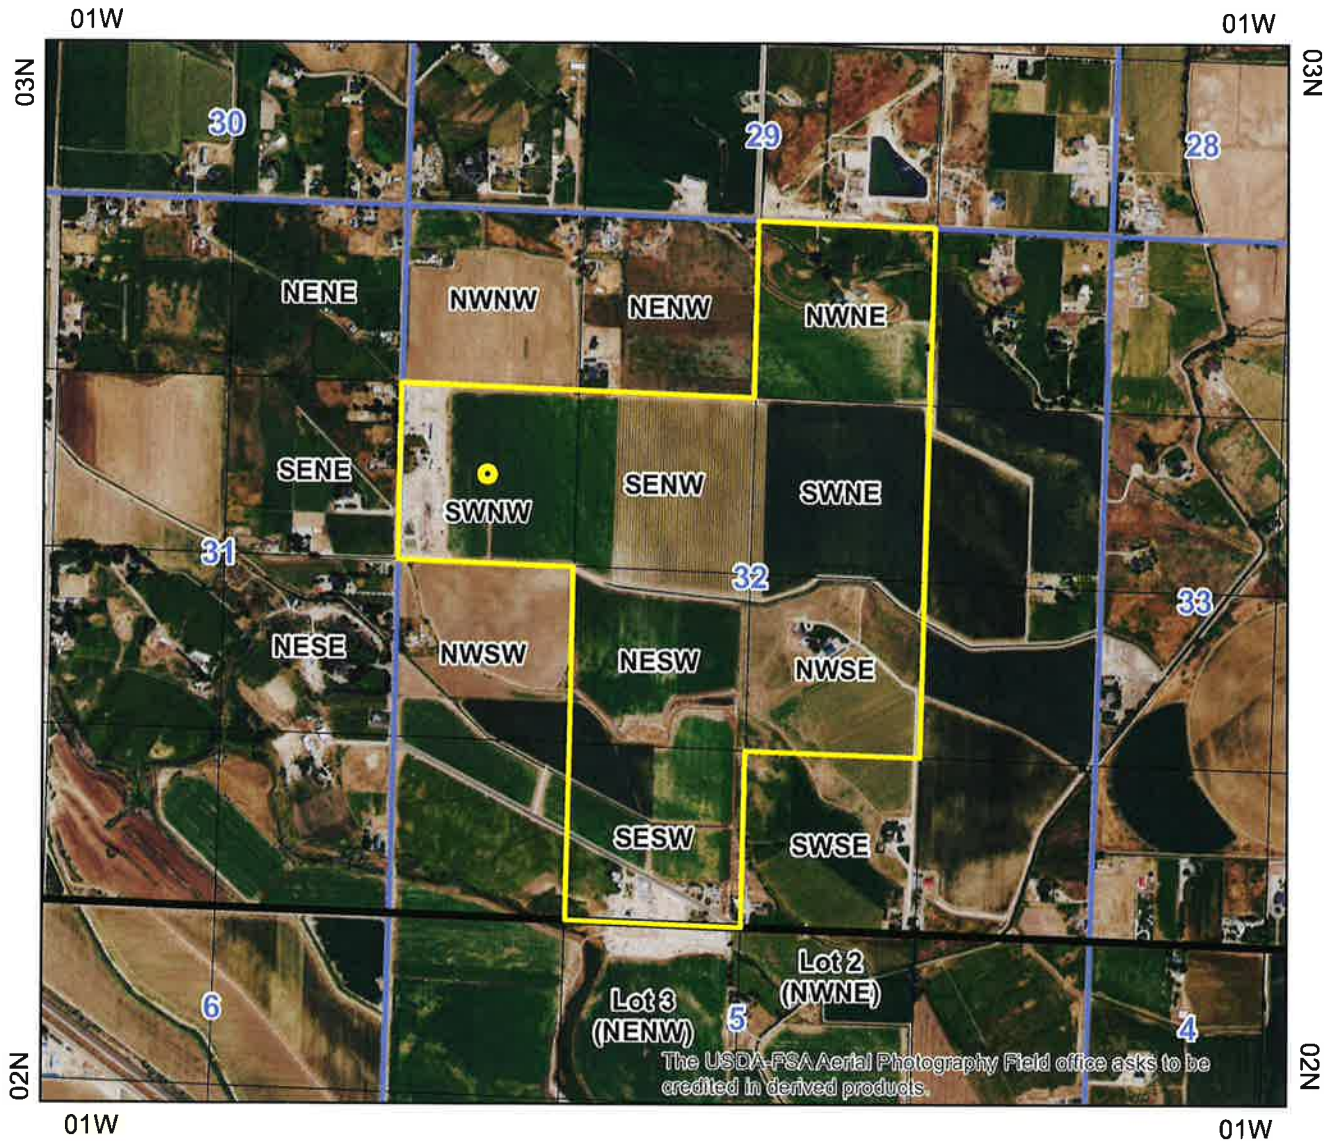 01W 01W
03N 03N
30 29 28
NENE NWNW NENW NWNE
SENE SWNW SENW SWNE
31 32 33
NESE NWSW NESW NWSE
SESW SWSE
Lot 2
(NWNE)
Lot 3
(NENW)
6 5 4
The USDA-FSA Aerial Photography Field office asks to be
credited in derived products.
02N 02N
01W 01W